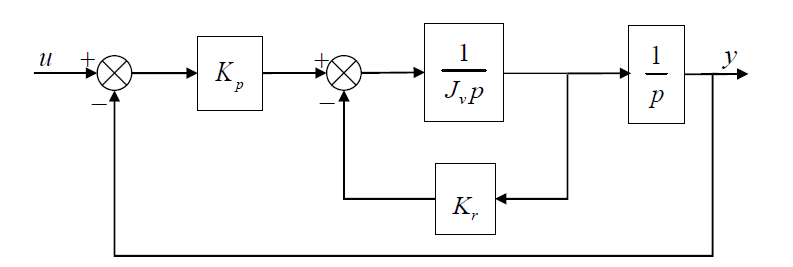 u + − K_p + − 1/(J_v p) 1/p y
K_r